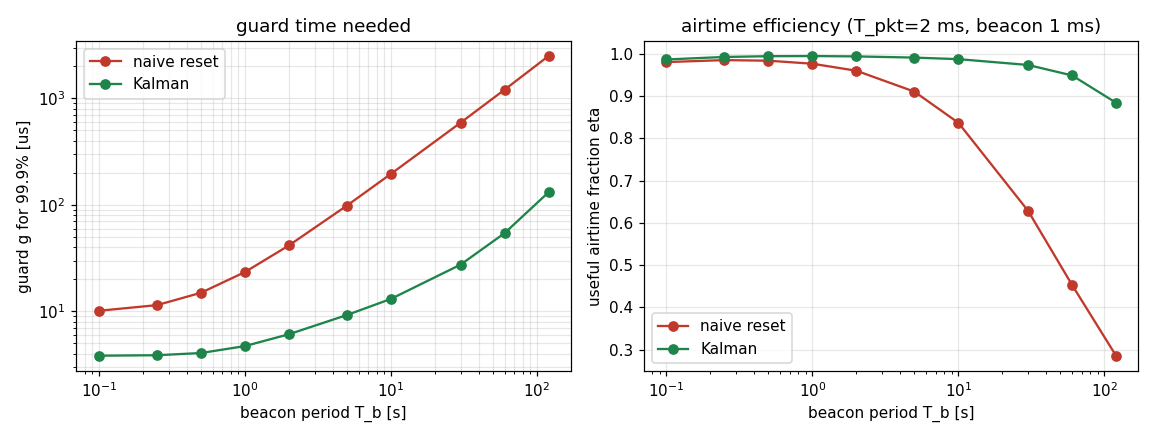 guard time needed
naive reset
Kalman
guard g for 99.9% [us]
10³
10²
10¹
10⁻¹ 10⁰ 10¹ 10²
beacon period T_b [s]
airtime efficiency (T_pkt=2 ms, beacon 1 ms)
useful airtime fraction eta
1.0
0.9
0.8
0.7
0.6
0.5
0.4
0.3
naive reset
Kalman
10⁻¹ 10⁰ 10¹ 10²
beacon period T_b [s]